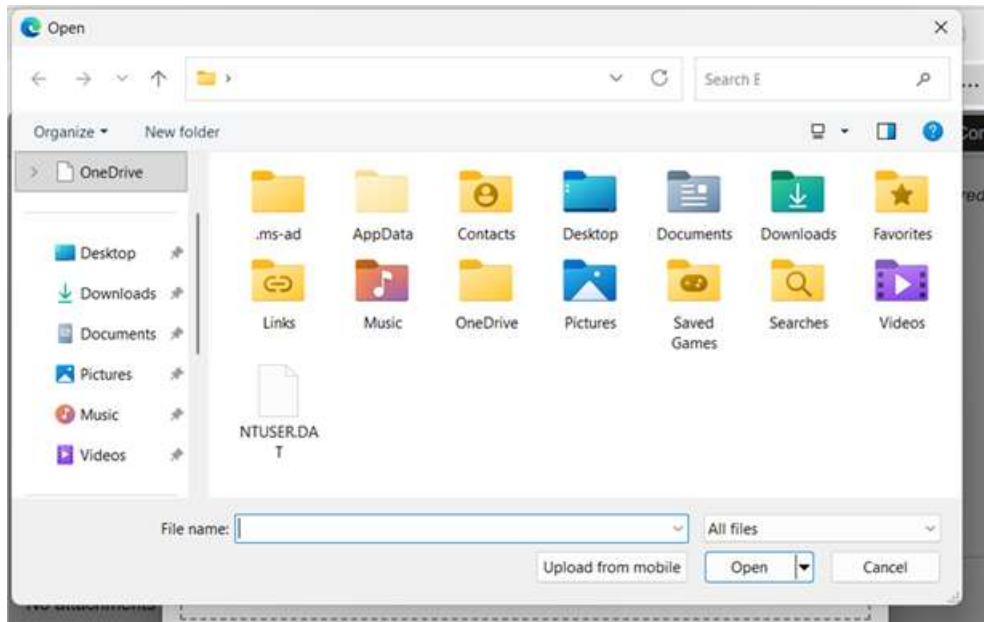 Open
Search E
Organize
New folder
OneDrive
Desktop
Downloads
Documents
Pictures
Music
Videos
.ms-ad
AppData
Contacts
Desktop
Documents
Downloads
Favorites
Links
Music
OneDrive
Pictures
Saved
Games
Searches
Videos
NTUSER.DA
T
File name:
All files
Upload from mobile
Open
Cancel
No attachments